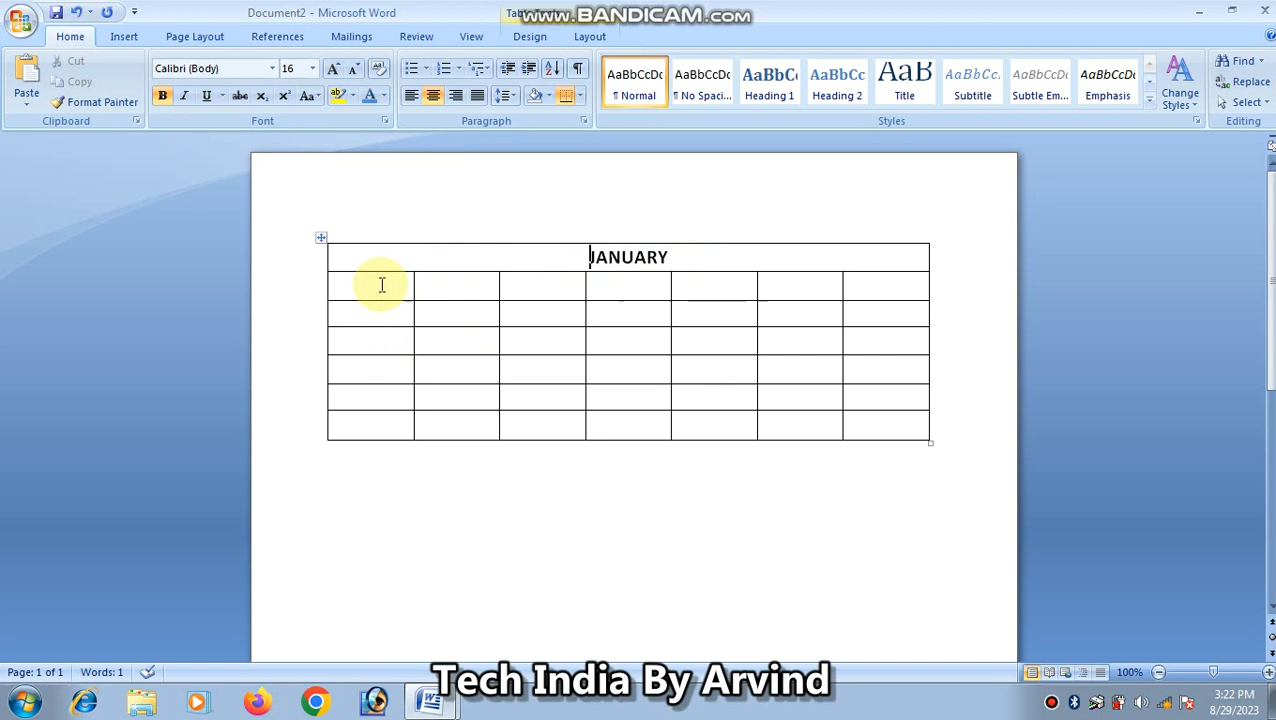 Document2 - Microsoft Word
WWW.BANDICAM.COM
Home Insert Page Layout References Mailings Review View Design Layout
Paste
Cut
Copy
Format Painter
Clipboard
Calibri (Body) 16
Font
Paragraph
AaBbCcDc AaBbCcDc AaBbCc AaBbCc AaB AaBbCc. AaBbCcDc AaBbCcDc
¶ Normal ¶ No Spaci... Heading 1 Heading 2 Title Subtitle Subtle Em... Emphasis
Change
Styles
Styles
Find
Replace
Select
Editing
JANUARY
Page: 1 of 1 Words: 1
100%
Tech India By Arvind
3:22 PM
8/29/2023